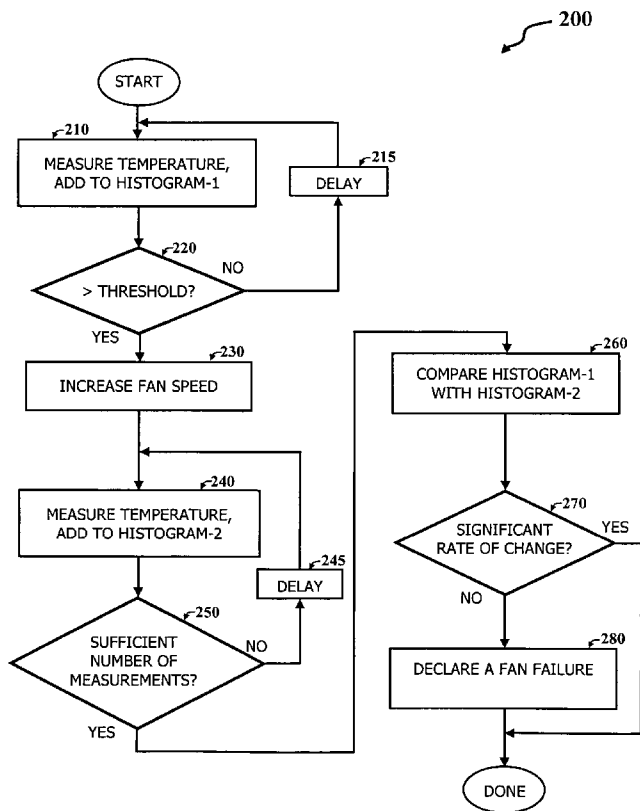 200
START
210
MEASURE TEMPERATURE,
ADD TO HISTOGRAM-1
215
DELAY
220
> THRESHOLD?
NO
YES
230
INCREASE FAN SPEED
240
MEASURE TEMPERATURE,
ADD TO HISTOGRAM-2
245
DELAY
250
SUFFICIENT
NUMBER OF
MEASUREMENTS?
NO
YES
260
COMPARE HISTOGRAM-1
WITH HISTOGRAM-2
270
SIGNIFICANT
RATE OF CHANGE?
YES
NO
280
DECLARE A FAN FAILURE
DONE